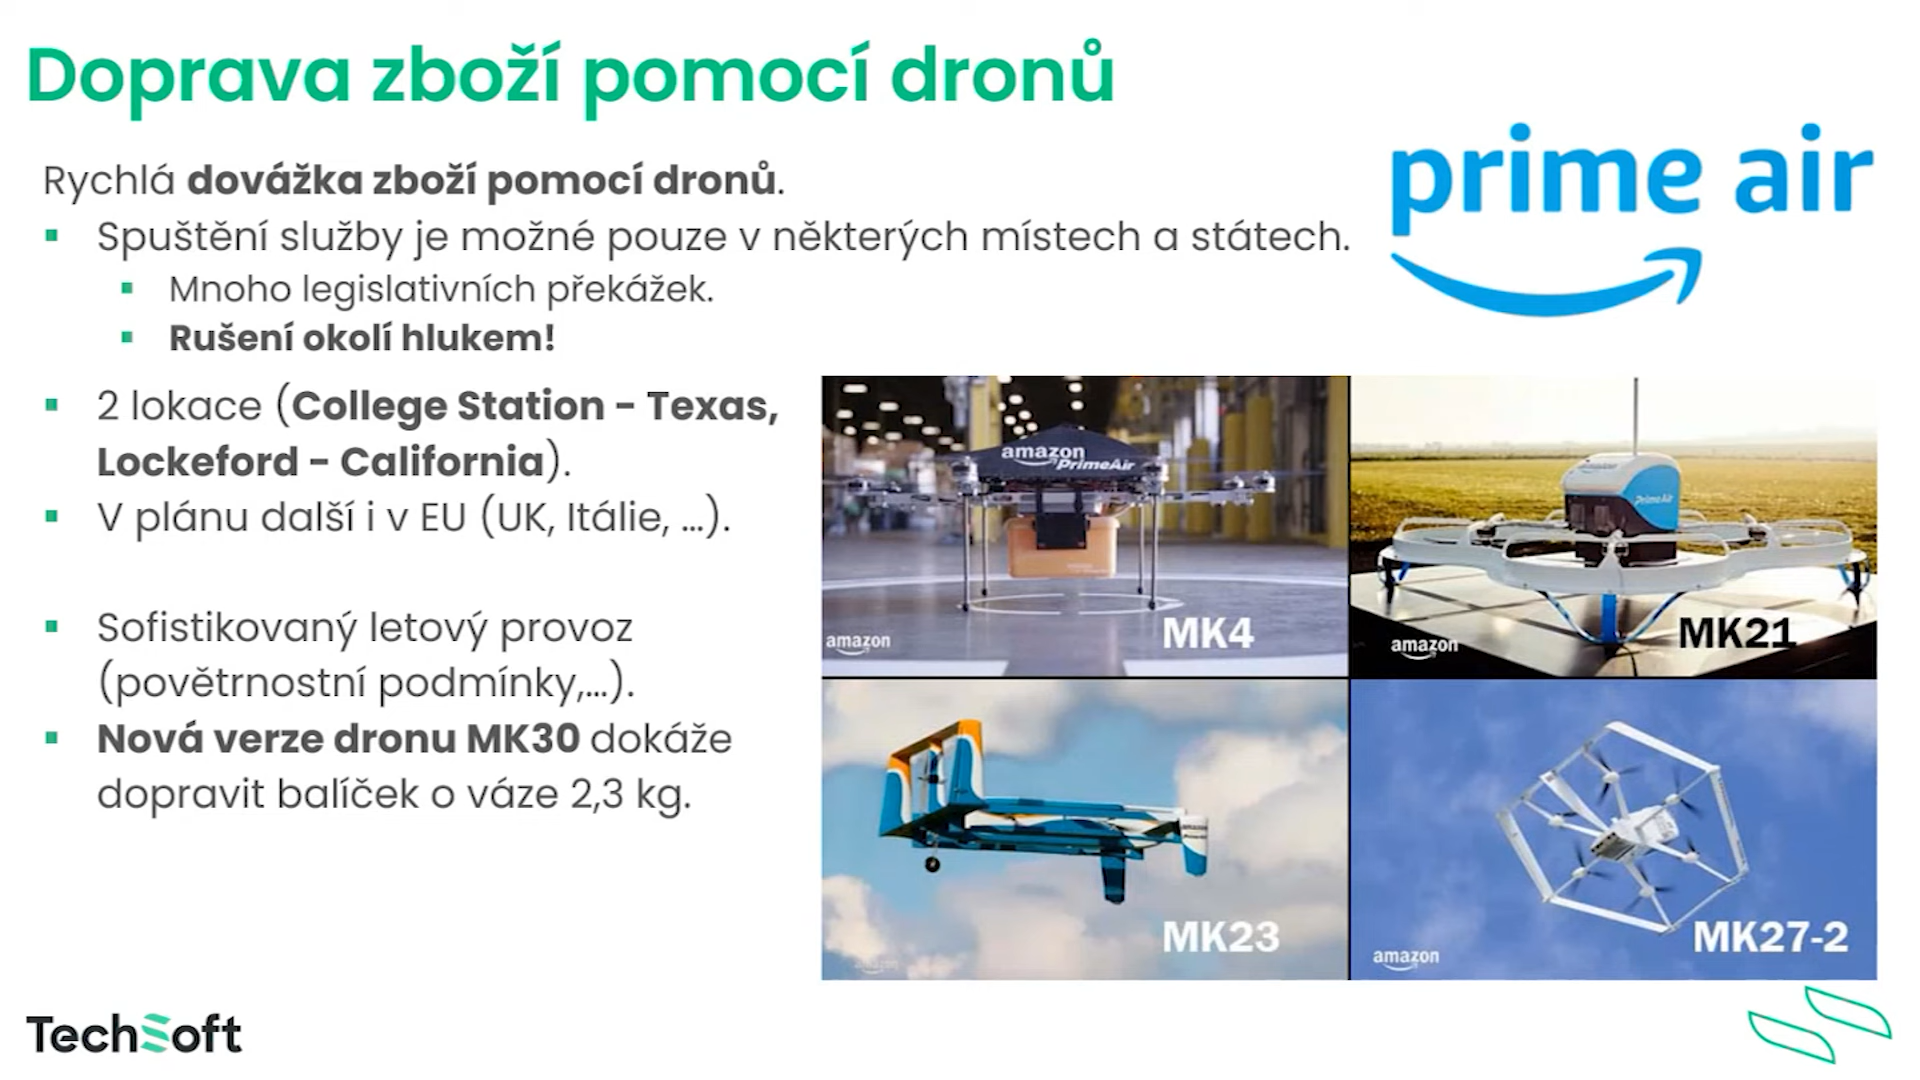 Doprava zboží pomocí dronů
Rychlá dovážka zboží pomocí dronů.
Spuštění služby je možné pouze v některých místech a státech.
Mnoho legislativních překážek.
Rušení okolí hlukem!
2 lokace (College Station - Texas,
Lockeford - California).
V plánu další i v EU (UK, Itálie, ...).
Sofistikovaný letový provoz
(povětrnostní podmínky,...).
Nová verze dronu MK30 dokáže
dopravit balíček o váze 2,3 kg.
prime air
amazon
PrimeAir
amazon
MK4
Prime Air
amazon
MK21
MK23
amazon
MK27-2
TechSoft